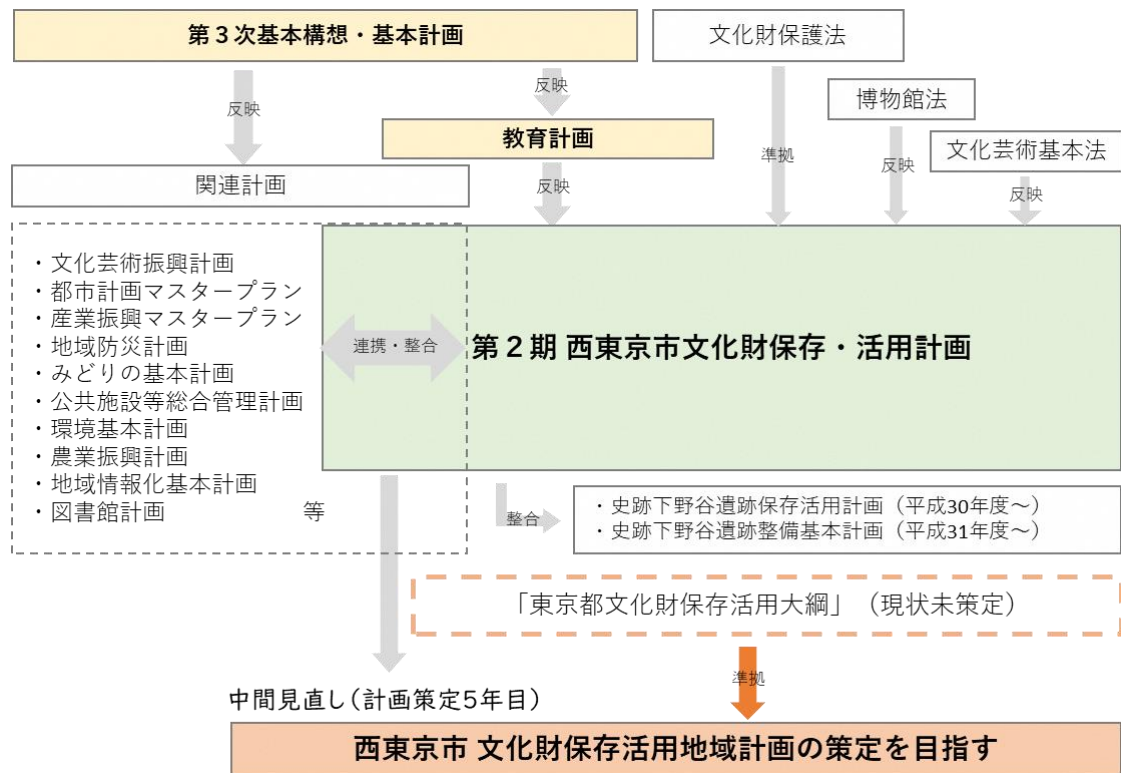 第3次基本構想・基本計画
文化財保護法
反映
反映
博物館法
教育計画
準拠
文化芸術基本法
関連計画
反映
反映
反映
・文化芸術振興計画
・都市計画マスタープラン
・産業振興マスタープラン
・地域防災計画
・みどりの基本計画
・公共施設等総合管理計画
・環境基本計画
・農業振興計画
・地域情報化基本計画
・図書館計画 等
連携・整合
第2期 西東京市文化財保存・活用計画
整合
・史跡下野谷遺跡保存活用計画（平成30年度～）
・史跡下野谷遺跡整備基本計画（平成31年度～）
「東京都文化財保存活用大綱」（現状未策定）
準拠
中間見直し（計画策定5年目）
西東京市 文化財保存活用地域計画の策定を目指す